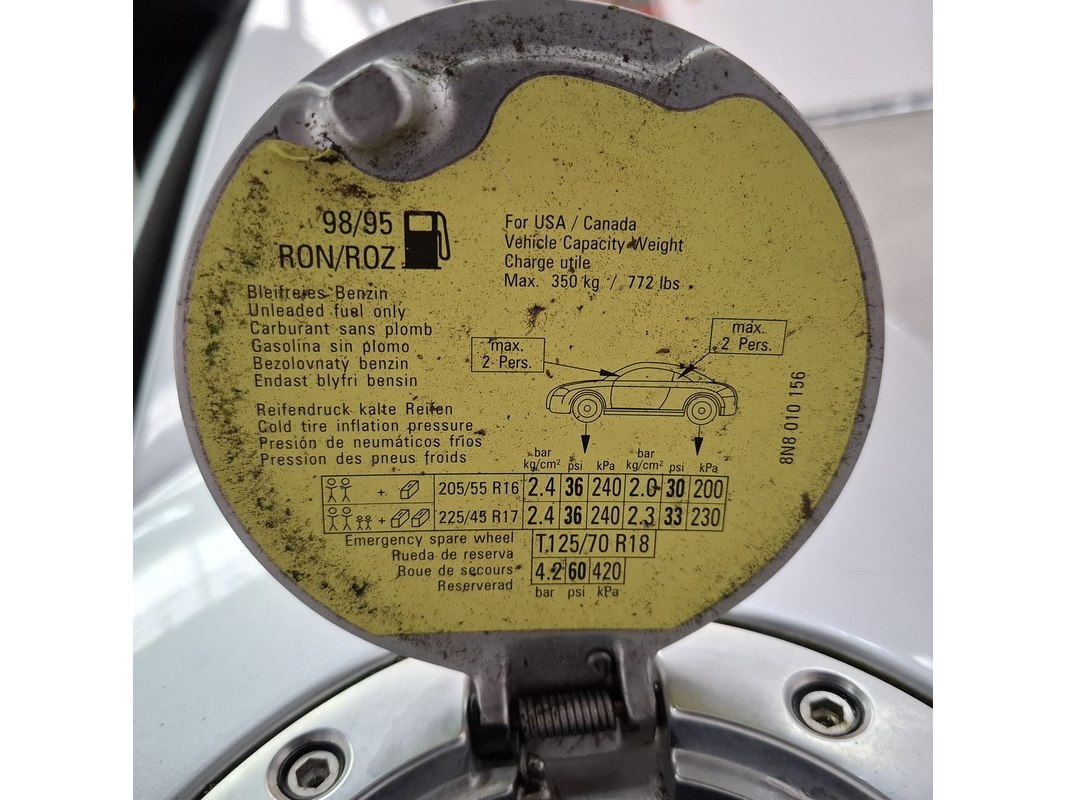 98/95
RON/ROZ
For USA / Canada
Vehicle Capacity Weight
Charge utile
Max. 350 kg / 772 lbs
Bleifreies Benzin
Unleaded fuel only
Carburant sans plomb
Gasolina sin plomo
Bezolovnatý benzin
Endast blyfri bensin
max.
2 Pers.
max.
2 Pers.
8N8 010 156
Reifendruck kalte Reifen
Cold tire inflation pressure
Presión de neumáticos frios
Pression des pneus froids
bar kg/cm² psi kPa bar kg/cm² psi kPa
+ 205/55 R16 2.4 36 240 2.0 30 200
+ 225/45 R17 2.4 36 240 2.3 33 230
Emergency spare wheel
Rueda de reserva
Roue de secours
Reserverad
T125/70 R18
4.2 60 420
bar psi kPa